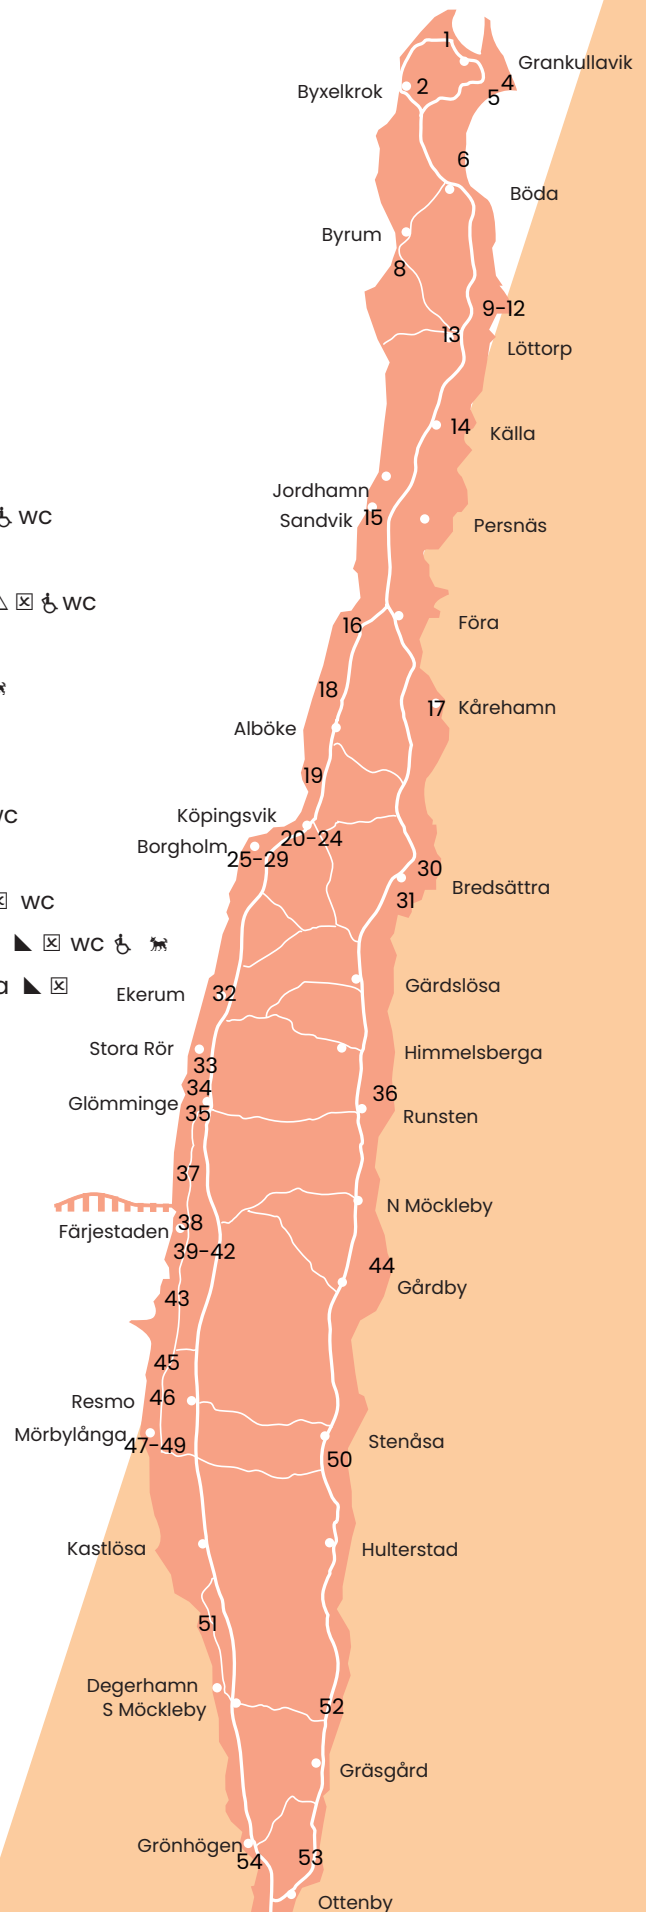 1
Grankullavik
4
2
Byxelkrok
5
6
Böda
Byrum
8
9-12
13
Löttorp
14
Källa
Jordhamn
Sandvik
15
WC
Persnäs
WC
Föra
16
18
17
Kårehamn
Alböke
19
Köpingsvik
20-24
Borgholm
25-29
30
Bredsättra
31
WC
WC
a
Gärdslösa
Ekerum
32
Stora Rör
Himmelsberga
33
34
36
Glömminge
35
Runsten
37
N Möckleby
38
Färjestaden
39-42
44
Gårdby
43
45
46
Resmo
Mörbylånga
47-49
Stenåsa
50
Kastlösa
Hulterstad
51
Degerhamn
S Möckleby
52
Gräsgård
Grönhögen
54
53
Ottenby